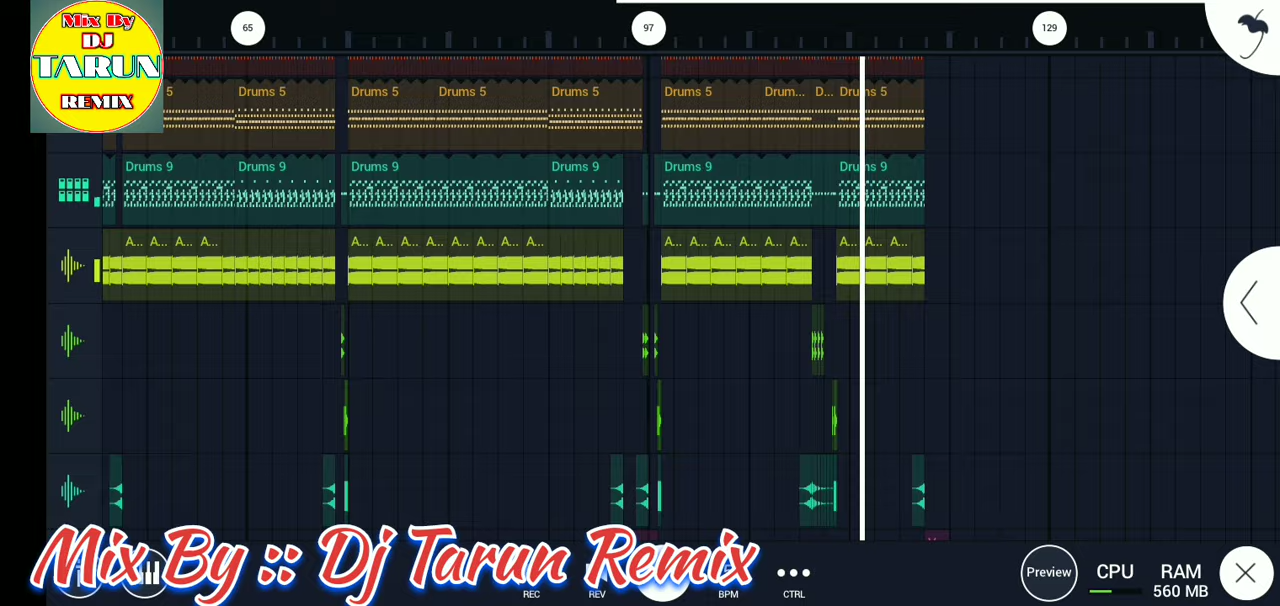 Mix By
DJ
TARUN
REMIX
65
97
129
5
Drums 5
Drums 5
Drums 5
Drums 5
Drums 5
Drum...
D...
Drums 5
Drums 9
Drums 9
Drums 9
Drums 9
Drums 9
Drums 9
A... A... A... A...
A... A... A... A... A... A... A... A...
A... A... A... A... A... A...
A... A... A...
Mix By :: Dj Tarun Remix
REC
REV
BPM
CTRL
Preview
CPU
RAM
560 MB